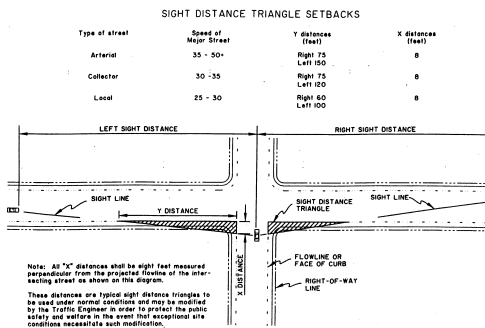 SIGHT DISTANCE TRIANGLE SETBACKS
Type of street Speed of Major Street Y distances (feet) X distances (feet)
Arterial 35 - 50+ Right 75 8
Left 150
Collector 30 -35 Right 75 8
Left 120
Local 25 - 30 Right 60 8
Left 100
LEFT SIGHT DISTANCE RIGHT SIGHT DISTANCE
SIGHT LINE
Y DISTANCE
SIGHT DISTANCE
TRIANGLE
SIGHT LINE
X DISTANCE
FLOWLINE OR
FACE OF CURB
RIGHT-OF-WAY
LINE
Note: All "X" distances shall be eight feet measured
perpendicular from the projected flowline of the inter-
secting street as shown on this diagram.
These distances are typical sight distance triangles to
be used under normal conditions and may be modified
by the Traffic Engineer in order to protect the public
safety and welfare in the event that exceptional site
conditions necessitate such modification.